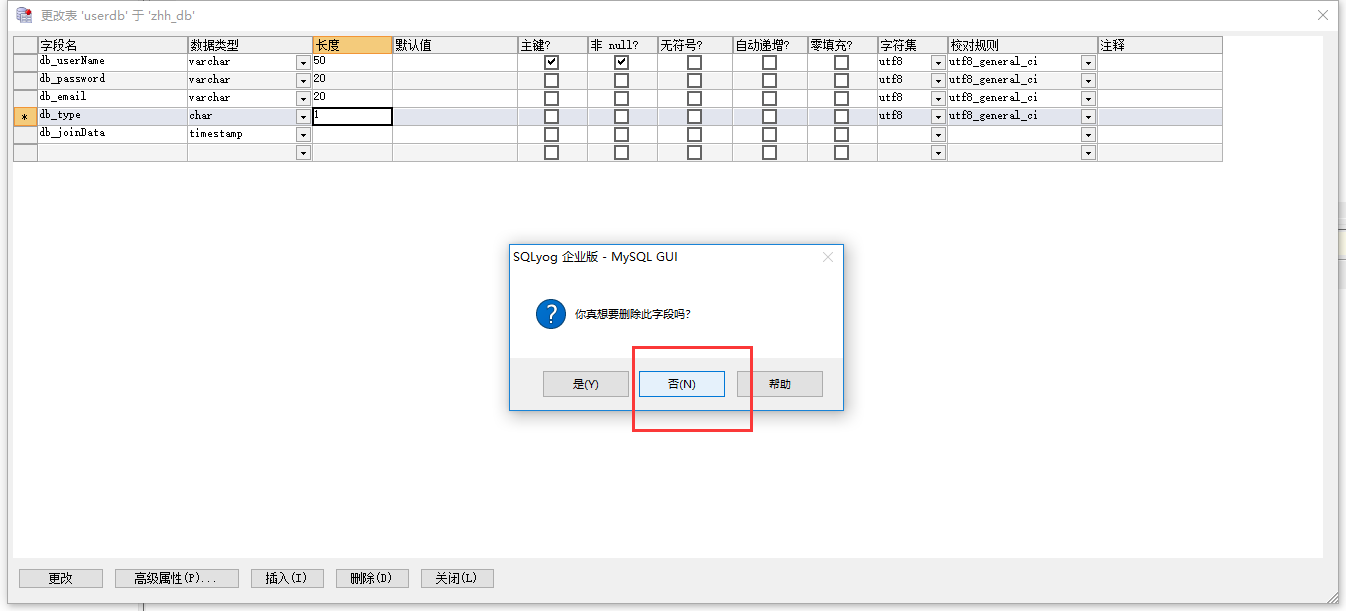 更改表 'userdb' 于 'zhh_db'
字段名 数据类型 长度 默认值 主键? 非 null? 无符号? 自动递增? 零填充? 字符集 校对规则 注释
db_userName varchar 50 utf8 utf8_general_ci
db_password varchar 20 utf8 utf8_general_ci
db_email varchar 20 utf8 utf8_general_ci
* db_type char 1 utf8 utf8_general_ci
db_joinData timestamp
SQLyog 企业版 - MySQL GUI
你真想要删除此字段吗?
是(Y) 否(N) 帮助
更改 高级属性(P)... 插入(I) 删除(D) 关闭(L)